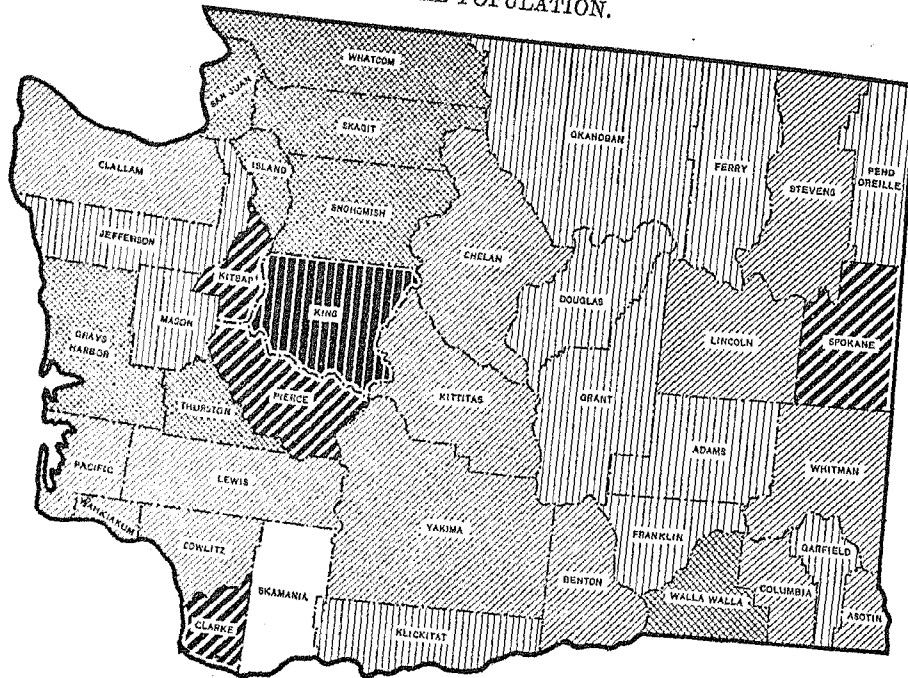 POPULATION.
WHATCOM
SAN JUAN
SKAGIT
OKANOGAN
FERRY
STEVENS
PEND
OREILLE
CLALLAM
ISLAND
SNOHOMISH
JEFFERSON
CHELAN
KITSAP
KING
DOUGLAS
MASON
LINCOLN
SPOKANE
GRAYS
HARBOR
PIERCE
KITTITAS
GRANT
THURSTON
ADAMS
WHITMAN
PACIFIC
LEWIS
YAKIMA
FRANKLIN
GARFIELD
WAHKIAKUM
COWLITZ
SKAMANIA
BENTON
WALLA WALLA
COLUMBIA
ASOTIN
CLARKE
KLICKITAT